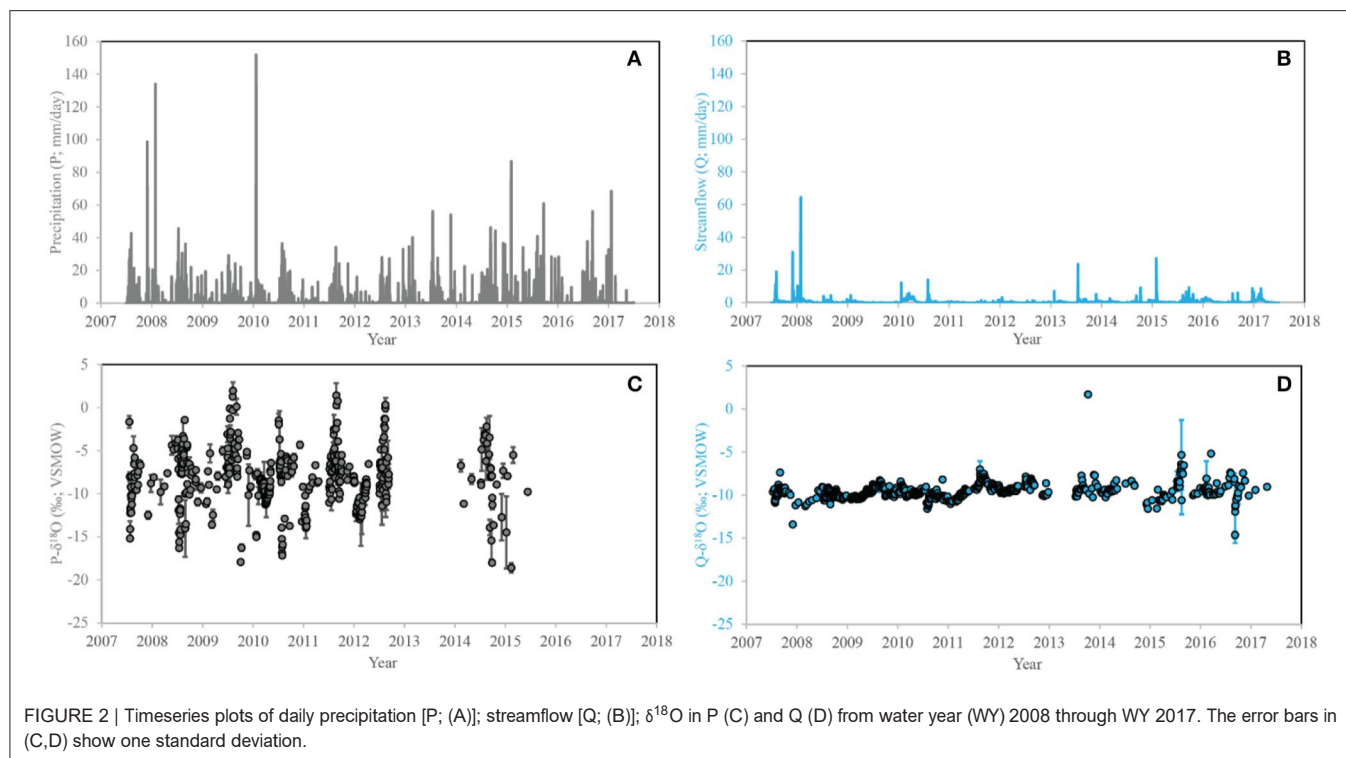 160
140
120
100
80
60
40
20
0
Precipitation (P; mm/day)
A
2007 2008 2009 2010 2011 2012 2013 2014 2015 2016 2017 2018
Year
160
140
120
100
80
60
40
20
0
Streamflow (Q; mm/day)
B
2007 2008 2009 2010 2011 2012 2013 2014 2015 2016 2017 2018
Year
5
0
-5
-10
-15
-20
-25
P-δ¹⁸O (‰; VSMOW)
C
2007 2008 2009 2010 2011 2012 2013 2014 2015 2016 2017 2018
Year
5
0
-5
-10
-15
-20
-25
Q-δ¹⁸O (‰; VSMOW)
D
2007 2008 2009 2010 2011 2012 2013 2014 2015 2016 2017 2018
Year
FIGURE 2 | Timeseries plots of daily precipitation [P; (A)]; streamflow [Q; (B)]; δ¹⁸O in P (C) and Q (D) from water year (WY) 2008 through WY 2017. The error bars in
(C,D) show one standard deviation.